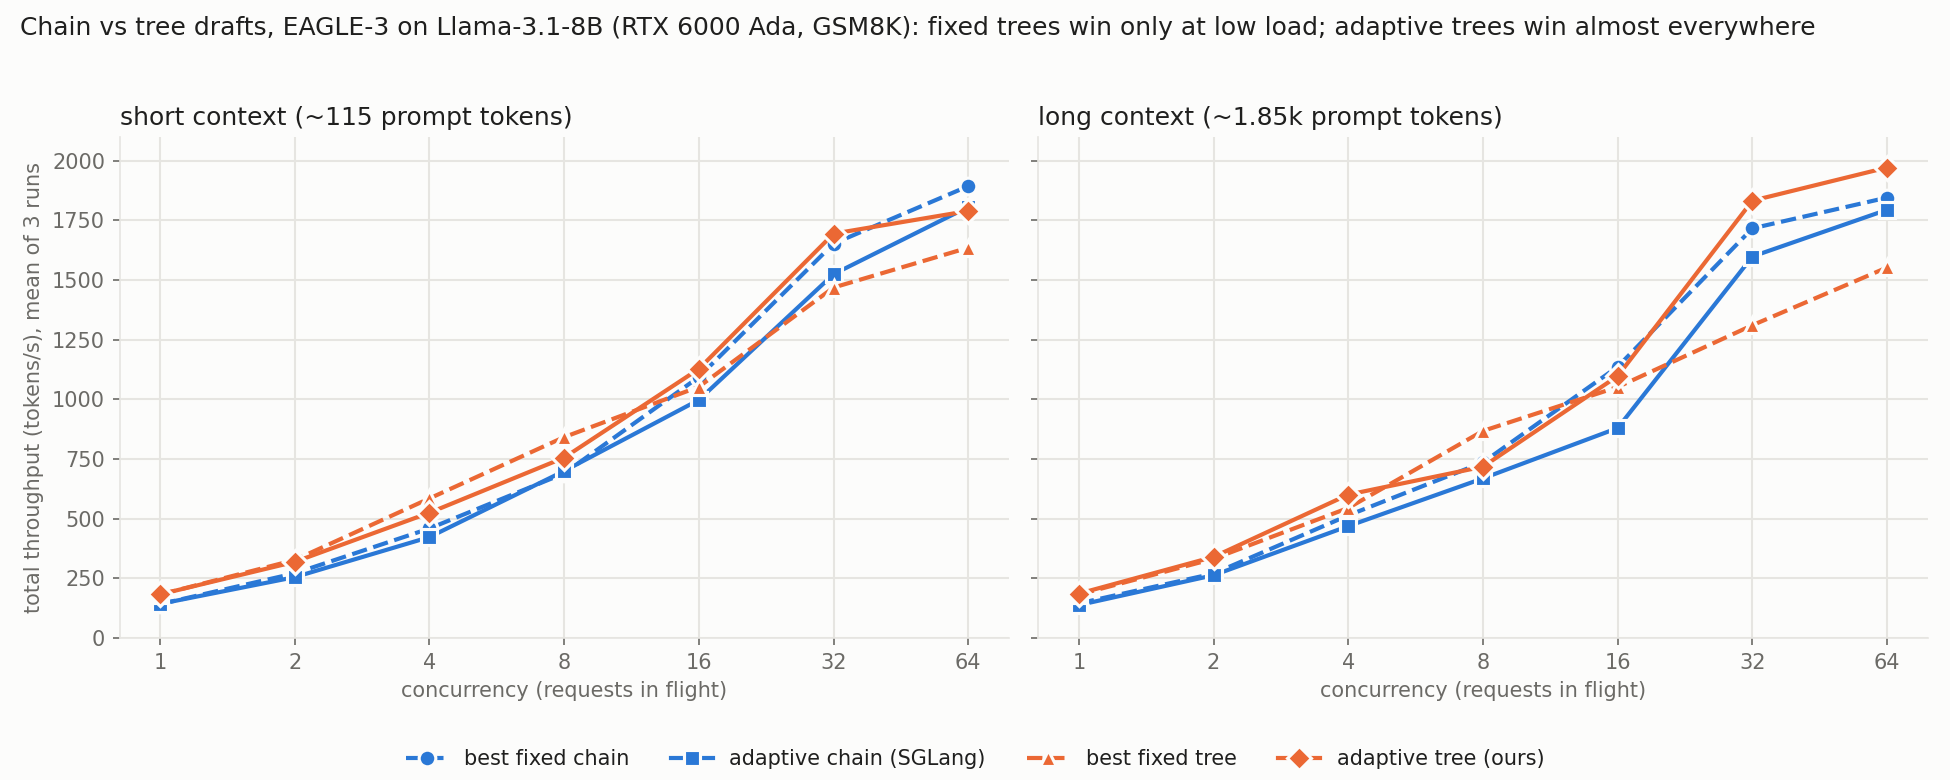 Chain vs tree drafts, EAGLE-3 on Llama-3.1-8B (RTX 6000 Ada, GSM8K): fixed trees win only at low load; adaptive trees win almost everywhere
short context (~115 prompt tokens)
long context (~1.85k prompt tokens)
total throughput (tokens/s), mean of 3 runs
2000
1750
1500
1250
1000
750
500
250
0
1 2 4 8 16 32 64
1 2 4 8 16 32 64
concurrency (requests in flight)
concurrency (requests in flight)
best fixed chain
adaptive chain (SGLang)
best fixed tree
adaptive tree (ours)